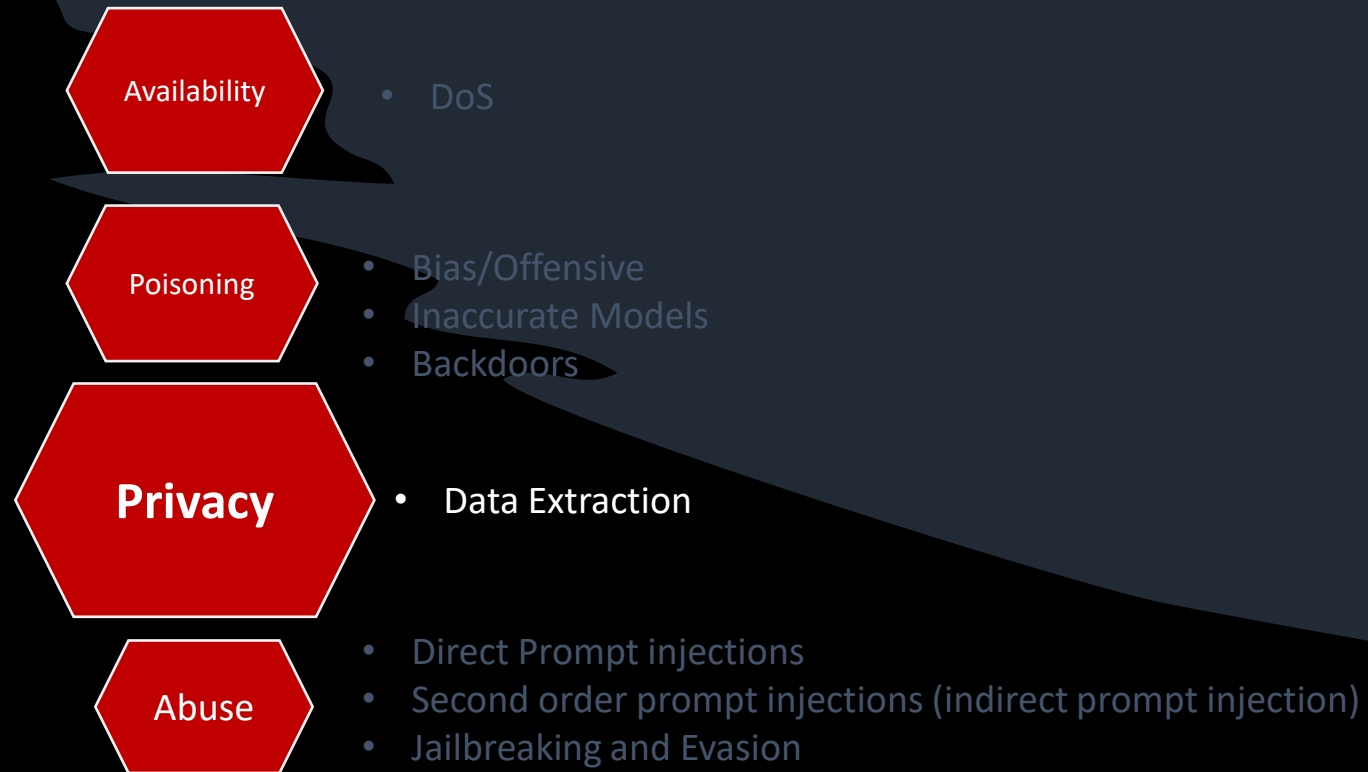 Availability
• DoS
Poisoning
• Bias/Offensive
• Inaccurate Models
• Backdoors
Privacy
• Data Extraction
Abuse
• Direct Prompt injections
• Second order prompt injections (indirect prompt injection)
• Jailbreaking and Evasion